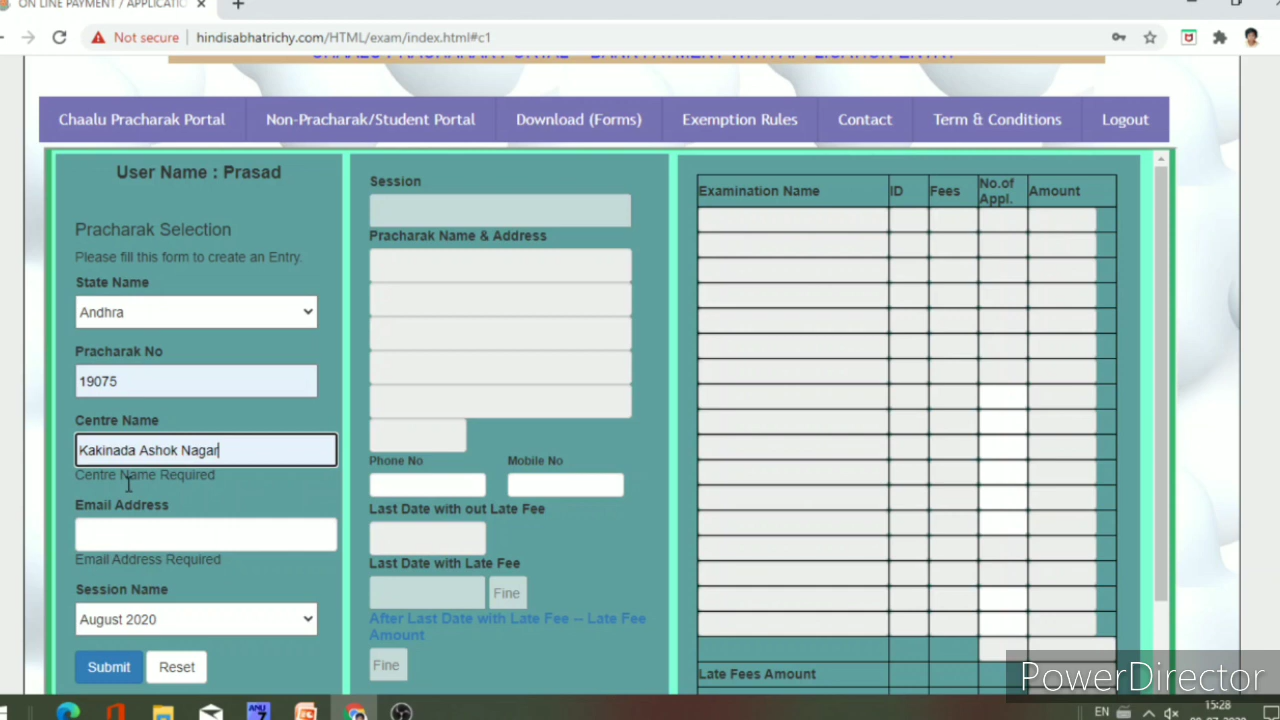 ON LINE PAYMENT / APPLICATIO
Not secure hindisabhatrichy.com/HTML/exam/index.html#c1
Chaalu Pracharak Portal Non-Pracharak/Student Portal Download (Forms) Exemption Rules Contact Term & Conditions Logout
User Name : Prasad
Pracharak Selection
Please fill this form to create an Entry.
State Name
Andhra
Pracharak No
19075
Centre Name
Kakinada Ashok Nagar
Centre Name Required
Email Address
Email Address Required
Session Name
August 2020
Submit Reset
Session
Pracharak Name & Address
Phone No Mobile No
Last Date with out Late Fee
Last Date with Late Fee
Fine
After Last Date with Late Fee -- Late Fee
Amount
Fine
Examination Name ID Fees No.of Appl. Amount
Late Fees Amount
PowerDirector
EN 15:28